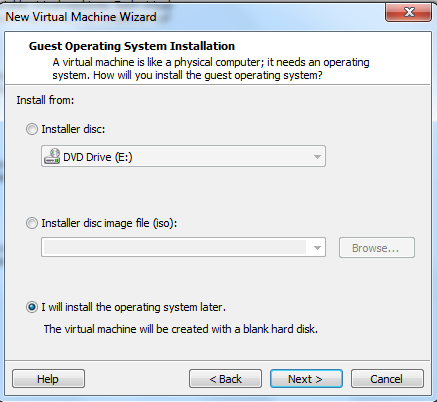 New Virtual Machine Wizard
Guest Operating System Installation
A virtual machine is like a physical computer; it needs an operating
system. How will you install the guest operating system?
Install from:
Installer disc:
DVD Drive (E:)
Installer disc image file (iso):
Browse...
I will install the operating system later.
The virtual machine will be created with a blank hard disk.
Help
< Back
Next >
Cancel